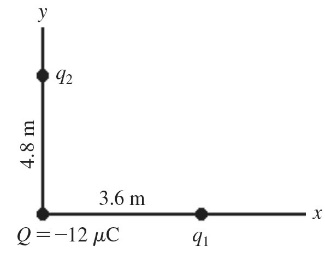 y
q₂
4.8 m
3.6 m
x
Q = −12 μC
q₁